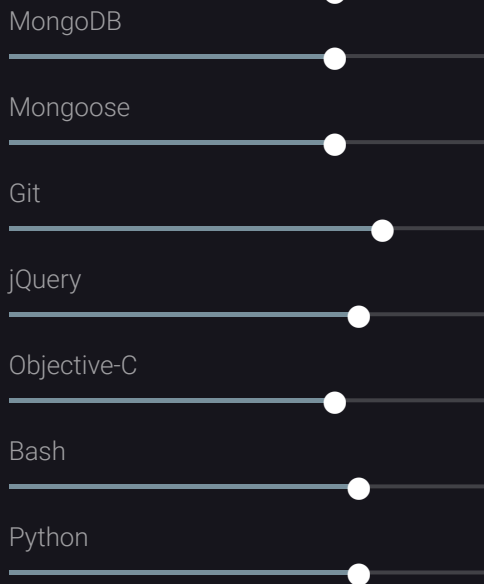 MongoDB
Mongoose
Git
jQuery
Objective-C
Bash
Python